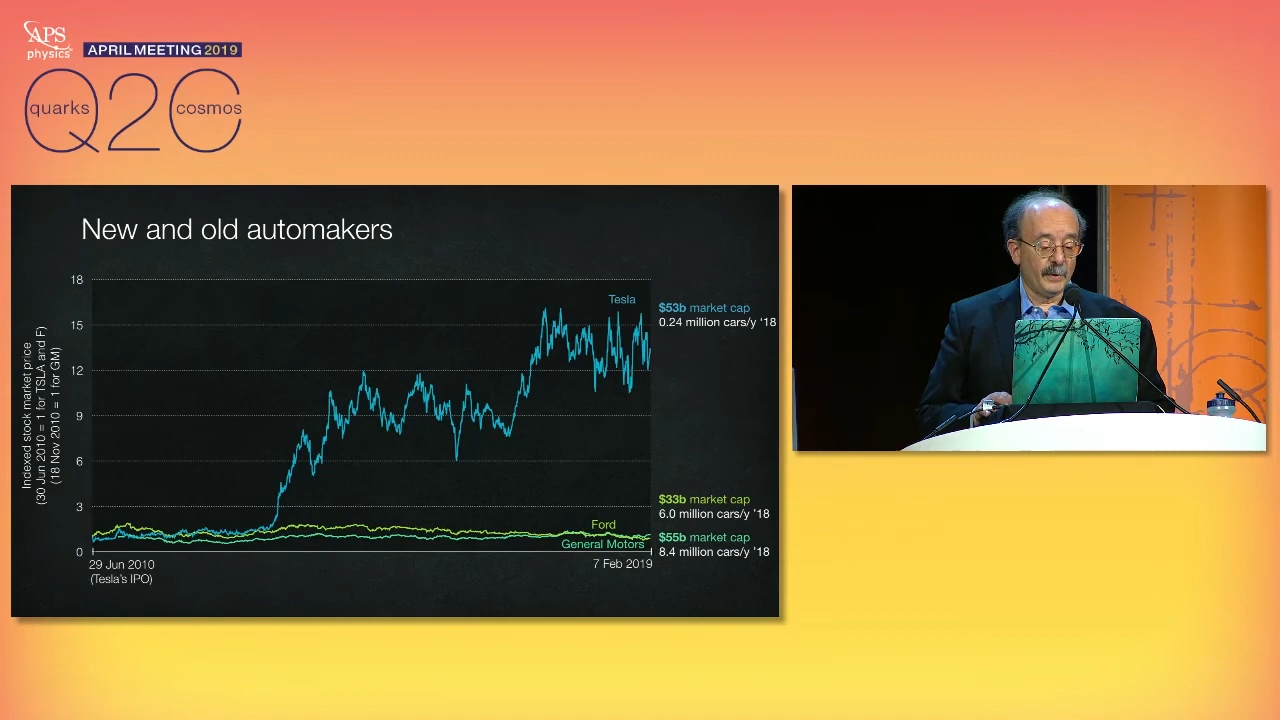 APS
physics
APRIL MEETING 2019
Q2C
quarks
cosmos
New and old automakers
Indexed stock market price
(30 Jun 2010 = 1 for TSLA and F)
(18 Nov 2010 = 1 for GM)
18
15
12
9
6
3
0
Tesla
$53b market cap
0.24 million cars/y ‘18
$33b market cap
6.0 million cars/y ’18
Ford
General Motors
$55b market cap
8.4 million cars/y ’18
29 Jun 2010
(Tesla’s IPO)
7 Feb 2019